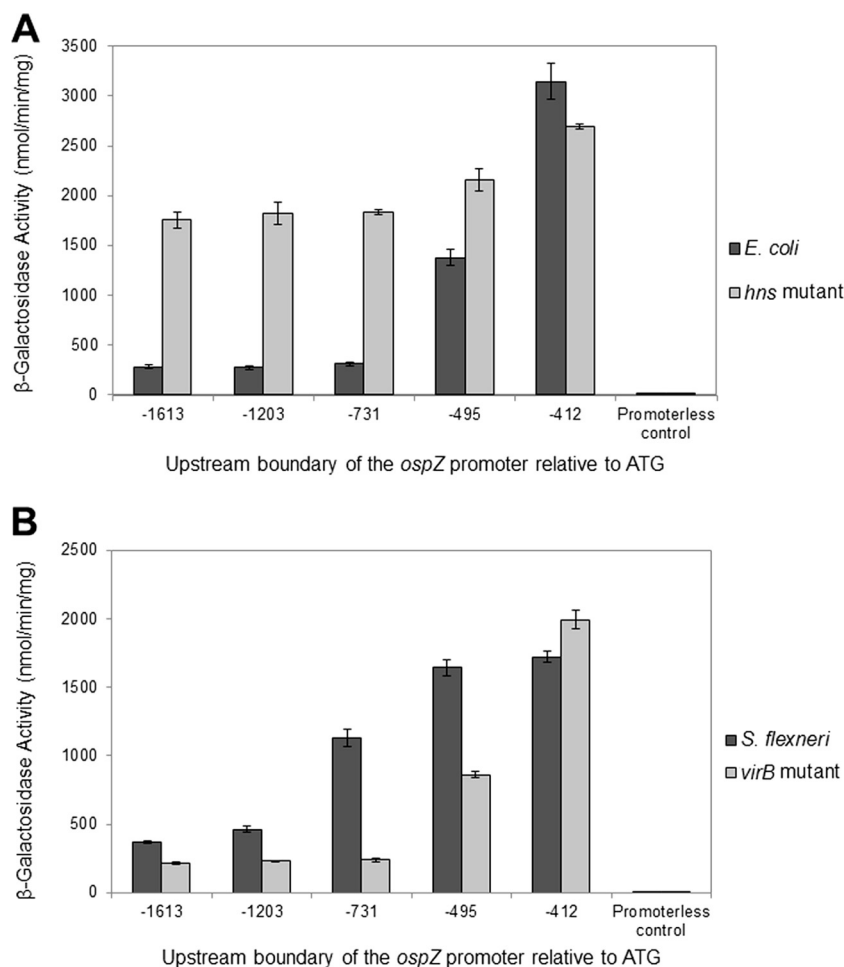 A
β-Galactosidase Activity (nmol/min/mg)
3500
3000
2500
2000
1500
1000
500
0
-1613 -1203 -731 -495 -412 Promoterless
control
Upstream boundary of the ospZ promoter relative to ATG
E. coli
hns mutant
B
β-Galactosidase Activity (nmol/min/mg)
2500
2000
1500
1000
500
0
-1613 -1203 -731 -495 -412 Promoterless
control
Upstream boundary of the ospZ promoter relative to ATG
S. flexneri
virB mutant